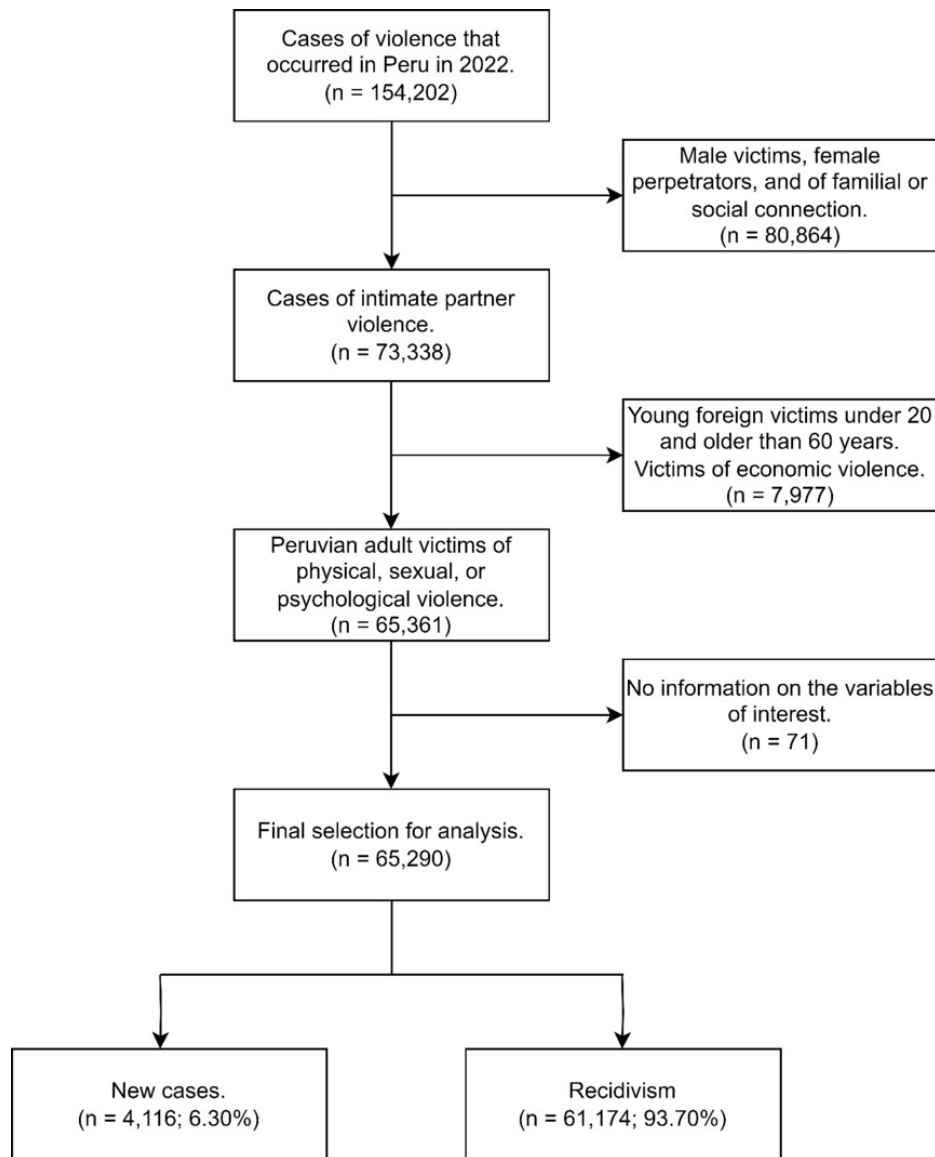 Cases of violence that
occurred in Peru in 2022.
(n = 154,202)
Male victims, female
perpetrators, and of familial or
social connection.
(n = 80,864)
Cases of intimate partner
violence.
(n = 73,338)
Young foreign victims under 20
and older than 60 years.
Victims of economic violence.
(n = 7,977)
Peruvian adult victims of
physical, sexual, or
psychological violence.
(n = 65,361)
No information on the variables
of interest.
(n = 71)
Final selection for analysis.
(n = 65,290)
New cases.
(n = 4,116; 6.30%)
Recidivism
(n = 61,174; 93.70%)